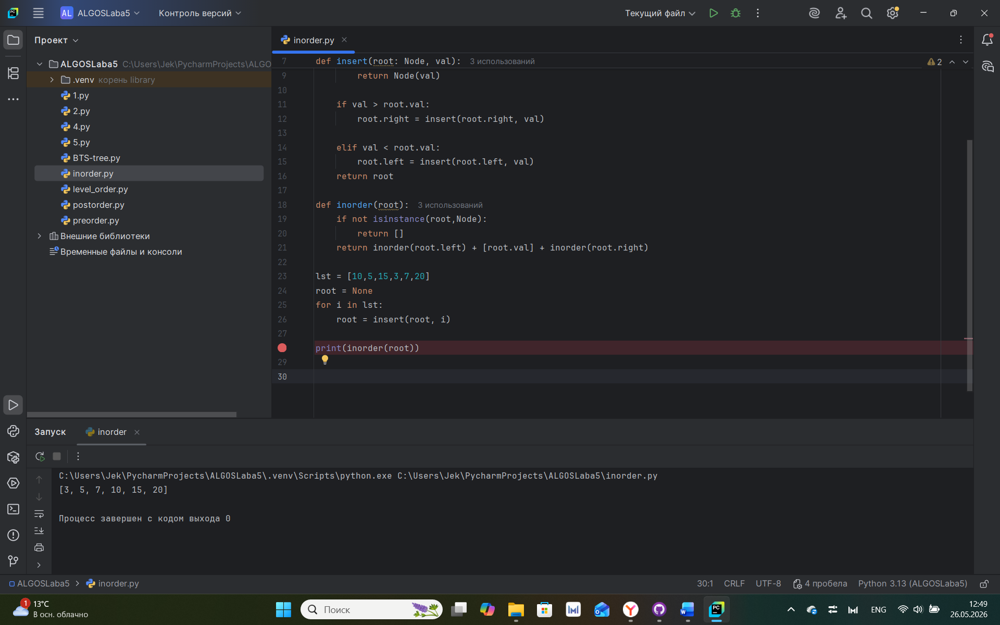 PC
AL ALGOSLaba5
Контроль версий
Текущий файл
Проект
ALGOSLaba5 C:\Users\Jek\PycharmProjects\ALGO
.venv корень library
1.py
2.py
4.py
5.py
BTS-tree.py
inorder.py
level_order.py
postorder.py
preorder.py
Внешние библиотеки
Временные файлы и консоли
inorder.py
7 def insert(root: Node, val): 3 использований
2
9 return Node(val)
10
11 if val > root.val:
12 root.right = insert(root.right, val)
13
14 elif val < root.val:
15 root.left = insert(root.left, val)
16 return root
17
18 def inorder(root): 3 использований
19 if not isinstance(root,Node):
20 return []
21 return inorder(root.left) + [root.val] + inorder(root.right)
22
23 lst = [10,5,15,3,7,20]
24 root = None
25 for i in lst:
26 root = insert(root, i)
27
print(inorder(root))
29
30
Запуск
inorder
C:\Users\Jek\PycharmProjects\ALGOSLaba5\.venv\Scripts\python.exe C:\Users\Jek\PycharmProjects\ALGOSLaba5\inorder.py
[3, 5, 7, 10, 15, 20]
Процесс завершен с кодом выхода 0
ALGOSLaba5 > inorder.py
30:1 CRLF UTF-8 4 пробела Python 3.13 (ALGOSLaba5)
1
13°C
В осн. облачно
Поиск
PC
ENG
12:49
26.05.2026